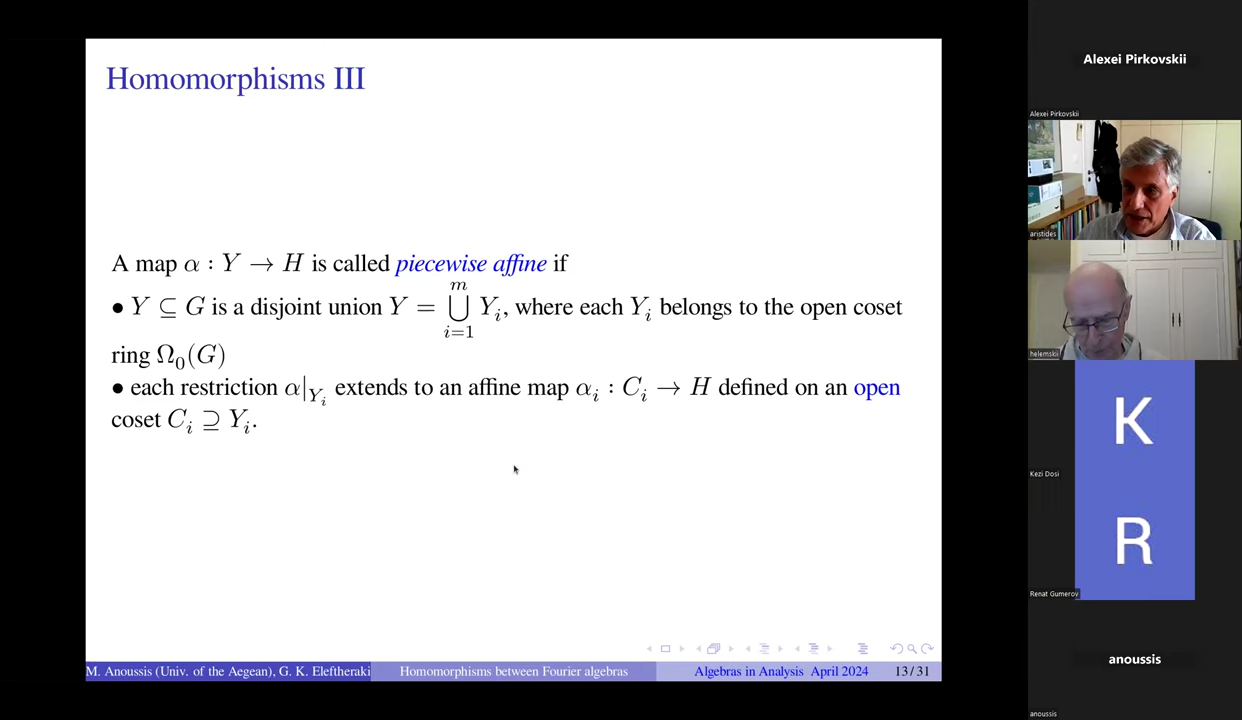 Homomorphisms III
A map α : Y → H is called piecewise affine if
• Y ⊆ G is a disjoint union Y = ⋃_{i=1}^{m} Y_i, where each Y_i belongs to the open coset
ring Ω_0(G)
• each restriction α|_{Y_i} extends to an affine map α_i : C_i → H defined on an open
coset C_i ⊇ Y_i.
M. Anoussis (Univ. of the Aegean), G. K. Eleftheraki
Homomorphisms between Fourier algebras
Algebras in Analysis April 2024
13/31
Alexei Pirkovskii
Alexei Pirkovskii
aristides
helemskii
K
Kezi Dosi
R
Renat Gumerov
anoussis
anoussis